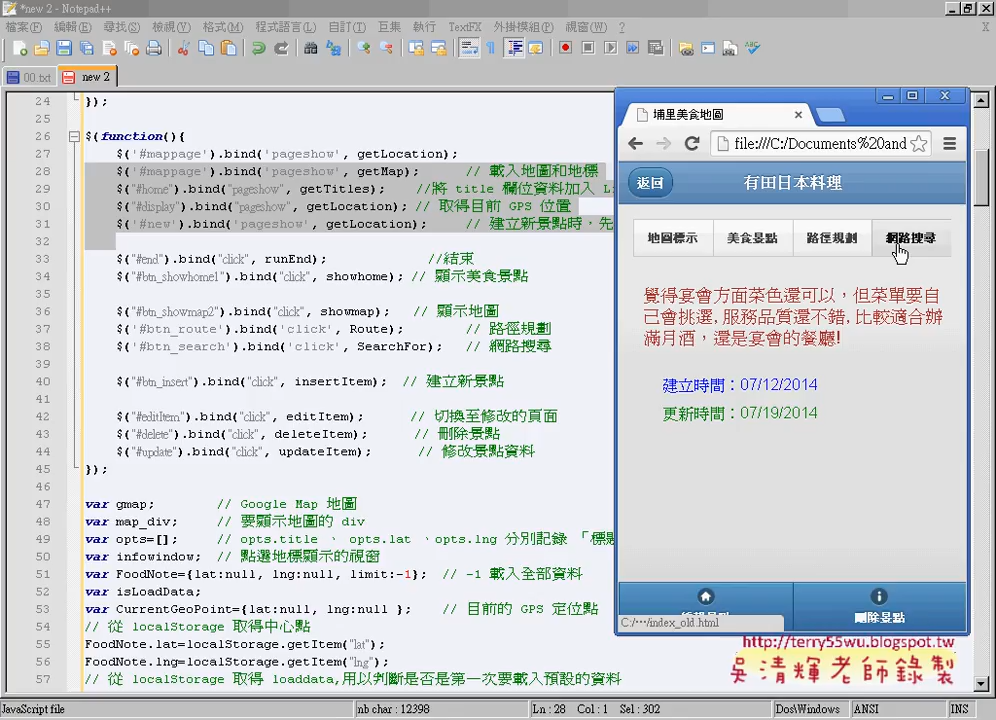 *new 2 - Notepad++
檔案(F) 編輯(E) 尋找(S) 檢視(V) 格式(M) 程式語言(L) 自訂(T) 巨集 執行 TextFX 外掛模組(P) 視窗(W) ? X
00.txt new 2
24 });
25
26 $(function(){
27 $('#mappage').bind('pageshow', getLocation);
28 $('#mappage').bind('pageshow', getMap); // 載入地圖和地標
29 $("#home").bind("pageshow", getTitles); //將 title 欄位資料加入 Li
30 $("#display").bind("pageshow", getLocation); // 取得目前 GPS 位置
31 $('#new').bind("pageshow", getLocation); // 建立新景點時，先
32
33 $("#end").bind("click", runEnd); //結束
34 $("#btn_showhome1").bind("click", showhome); // 顯示美食景點
35
36 $("#btn_showmap2").bind("click", showmap); // 顯示地圖
37 $('#btn_route').bind('click', Route); // 路徑規劃
38 $('#btn_search').bind('click', SearchFor); // 網路搜尋
39
40 $("#btn_insert").bind("click", insertItem); // 建立新景點
41
42 $("#editItem").bind("click", editItem); // 切換至修改的頁面
43 $("#delete").bind("click", deleteItem); // 刪除景點
44 $("#update").bind("click", updateItem); // 修改景點資料
45 });
46
47 var gmap; // Google Map 地圖
48 var map_div; // 要顯示地圖的 div
49 var opts=[]; // opts.title 、 opts.lat 、opts.lng 分別記錄 「標題
50 var infowindow; // 點選地標顯示的視窗
51 var FoodNote={lat:null, lng:null, limit:-1}; // -1 載入全部資料
52 var isLoadData;
53 var CurrentGeoPoint={lat:null, lng:null }; // 目前的 GPS 定位點
54 // 從 localStorage 取得中心點
55 FoodNote.lat=localStorage.getItem("lat");
56 FoodNote.lng=localStorage.getItem("lng");
57 // 從 localStorage 取得 loaddata,用以判斷是否是第一次要載入預設的資料
埔里美食地圖
file:///C:/Documents%20and
返回 有田日本料理
地圖標示 美食景點 路徑規劃 網路搜尋
覺得宴會方面菜色還可以，但菜單要自
己會挑選,服務品質還不錯,比較適合辦
滿月酒，還是宴會的餐廳!
建立時間：07/12/2014
更新時間：07/19/2014
刪除景點
C:/…/index_old.html
http://terry55wu.blogspot.tw
吳清輝老師錄製
JavaScript file nb char : 12398 Ln : 28 Col : 1 Sel : 302 Dos\Windows ANSI INS